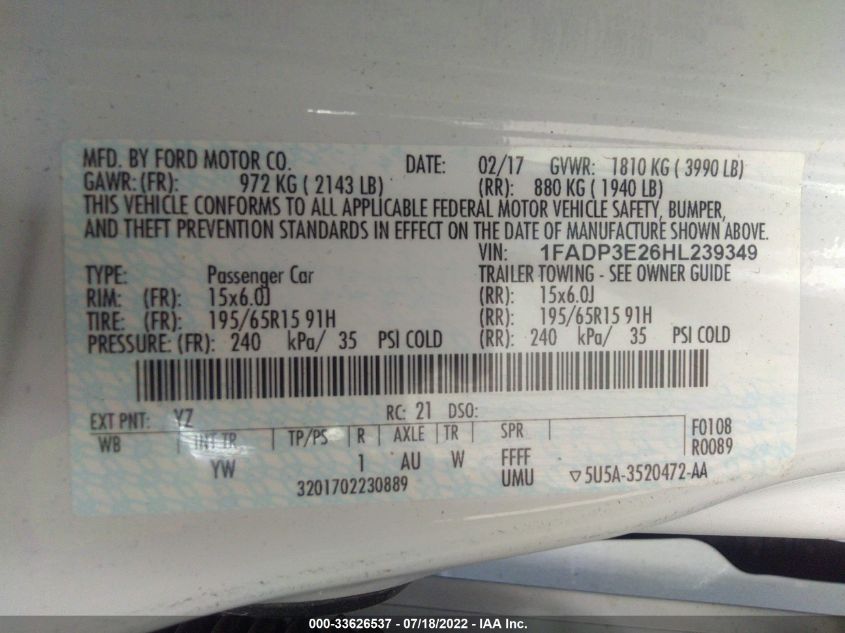 MFD. BY FORD MOTOR CO. DATE: 02/17 GVWR: 1810 KG ( 3990 LB)
GAWR: (FR): 972 KG ( 2143 LB) (RR): 880 KG ( 1940 LB)
THIS VEHICLE CONFORMS TO ALL APPLICABLE FEDERAL MOTOR VEHICLE SAFETY, BUMPER,
AND THEFT PREVENTION STANDARDS IN EFFECT ON THE DATE OF MANUFACTURE SHOWN ABOVE.
VIN: 1FADP3E26HL239349
TYPE: Passenger Car TRAILER TOWING - SEE OWNER GUIDE
RIM: (FR): 15x6.0J (RR): 15x6.0J
TIRE: (FR): 195/65R15 91H (RR): 195/65R15 91H
PRESSURE: (FR): 240 kPa/ 35 PSI COLD (RR): 240 kPa/ 35 PSI COLD
EXT PNT: YZ RC: 21 DSO:
WB INT TR TP/PS R AXLE TR SPR F0108
R0089
YW 1 AU W FFFF
UMU
3201702230889 ▽5U5A-3520472-AA
000-33626537 - 07/18/2022 - IAA Inc.